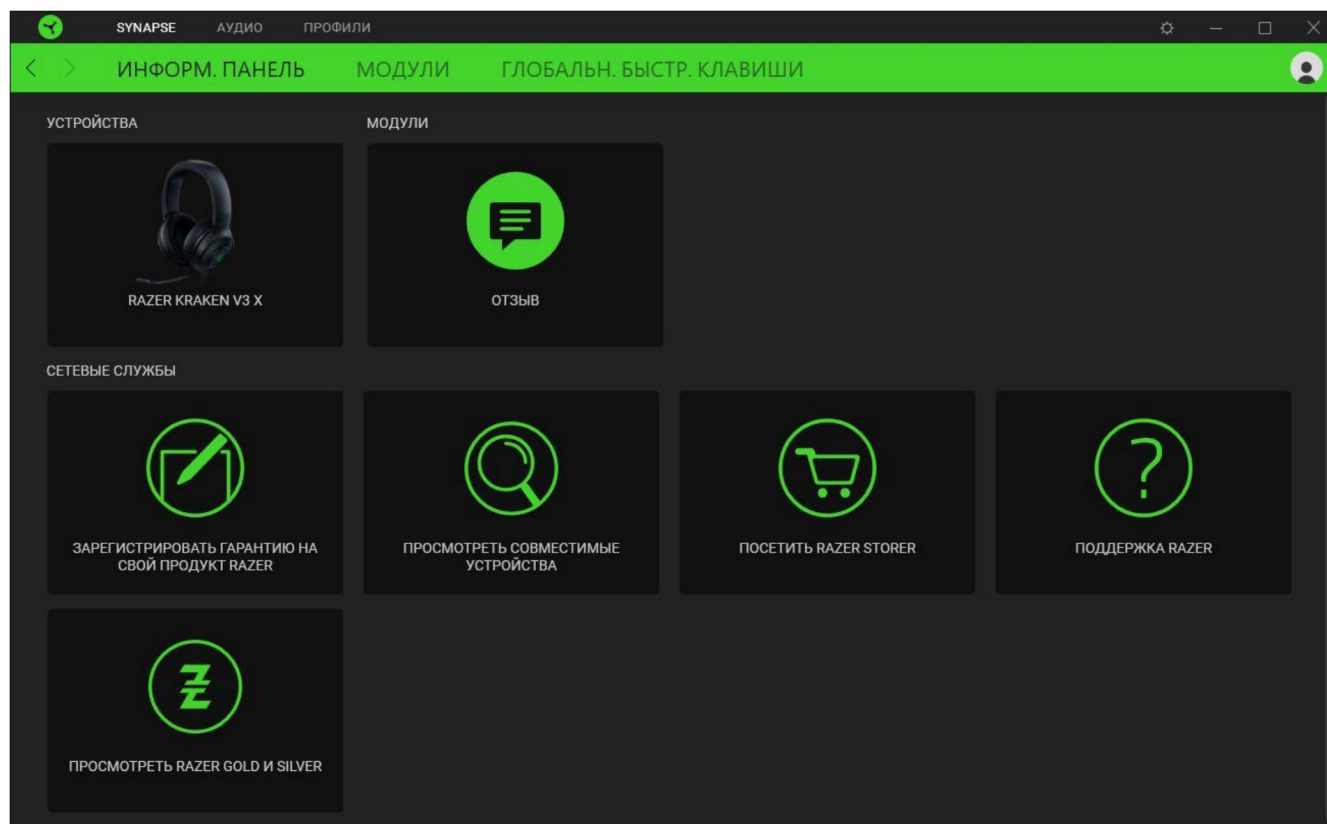 SYNAPSE АУДИО ПРОФИЛИ
ИНФОРМ. ПАНЕЛЬ МОДУЛИ ГЛОБАЛЬН. БЫСТР. КЛАВИШИ
УСТРОЙСТВА МОДУЛИ
RAZER KRAKEN V3 X ОТЗЫВ
СЕТЕВЫЕ СЛУЖБЫ
ЗАРЕГИСТРИРОВАТЬ ГАРАНТИЮ НА
СВОЙ ПРОДУКТ RAZER
ПРОСМОТРЕТЬ СОВМЕСТИМЫЕ
УСТРОЙСТВА
ПОСЕТИТЬ RAZER STORER
ПОДДЕРЖКА RAZER
ПРОСМОТРЕТЬ RAZER GOLD И SILVER